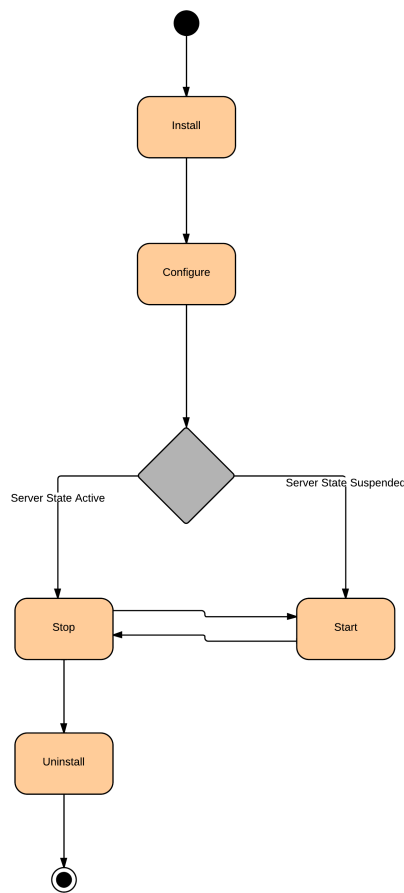 Install
Configure
Server State Suspended
Server State Active
Stop
Start
Uninstall